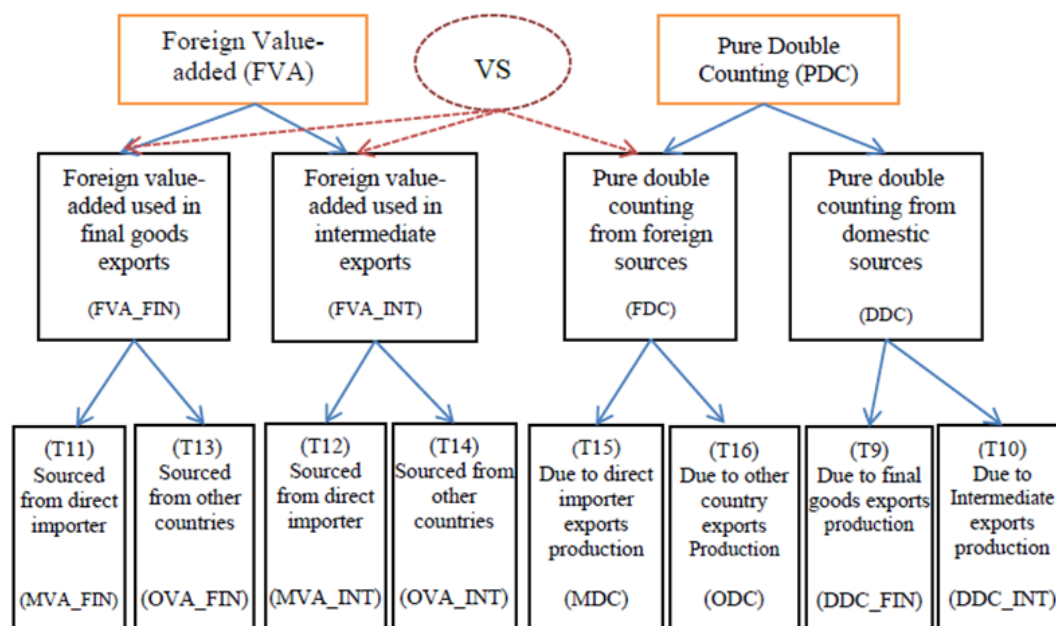 Foreign Value-
added (FVA)
VS
Pure Double
Counting (PDC)
Foreign value-
added used in
final goods
exports
(FVA_FIN)
Foreign value-
added used in
intermediate
exports
(FVA_INT)
Pure double
counting
from foreign
sources
(FDC)
Pure double
counting from
domestic
sources
(DDC)
(T11)
Sourced
from direct
importer
(MVA_FIN)
(T13)
Sourced
from other
countries
(OVA_FIN)
(T12)
Sourced
from direct
importer
(MVA_INT)
(T14)
Sourced from
other
countries
(OVA_INT)
(T15)
Due to direct
importer
exports
production
(MDC)
(T16)
Due to other
country
exports
Production
(ODC)
(T9)
Due to final
goods exports
production
(DDC_FIN)
(T10)
Due to
Intermediate
exports
production
(DDC_INT)